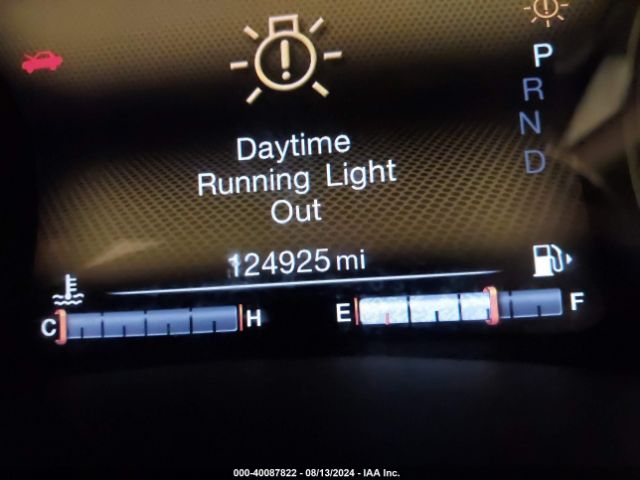 P
R
N
D
Daytime
Running Light
Out
124925 mi
C H E F
000-40087822 - 08/13/2024 - IAA Inc.